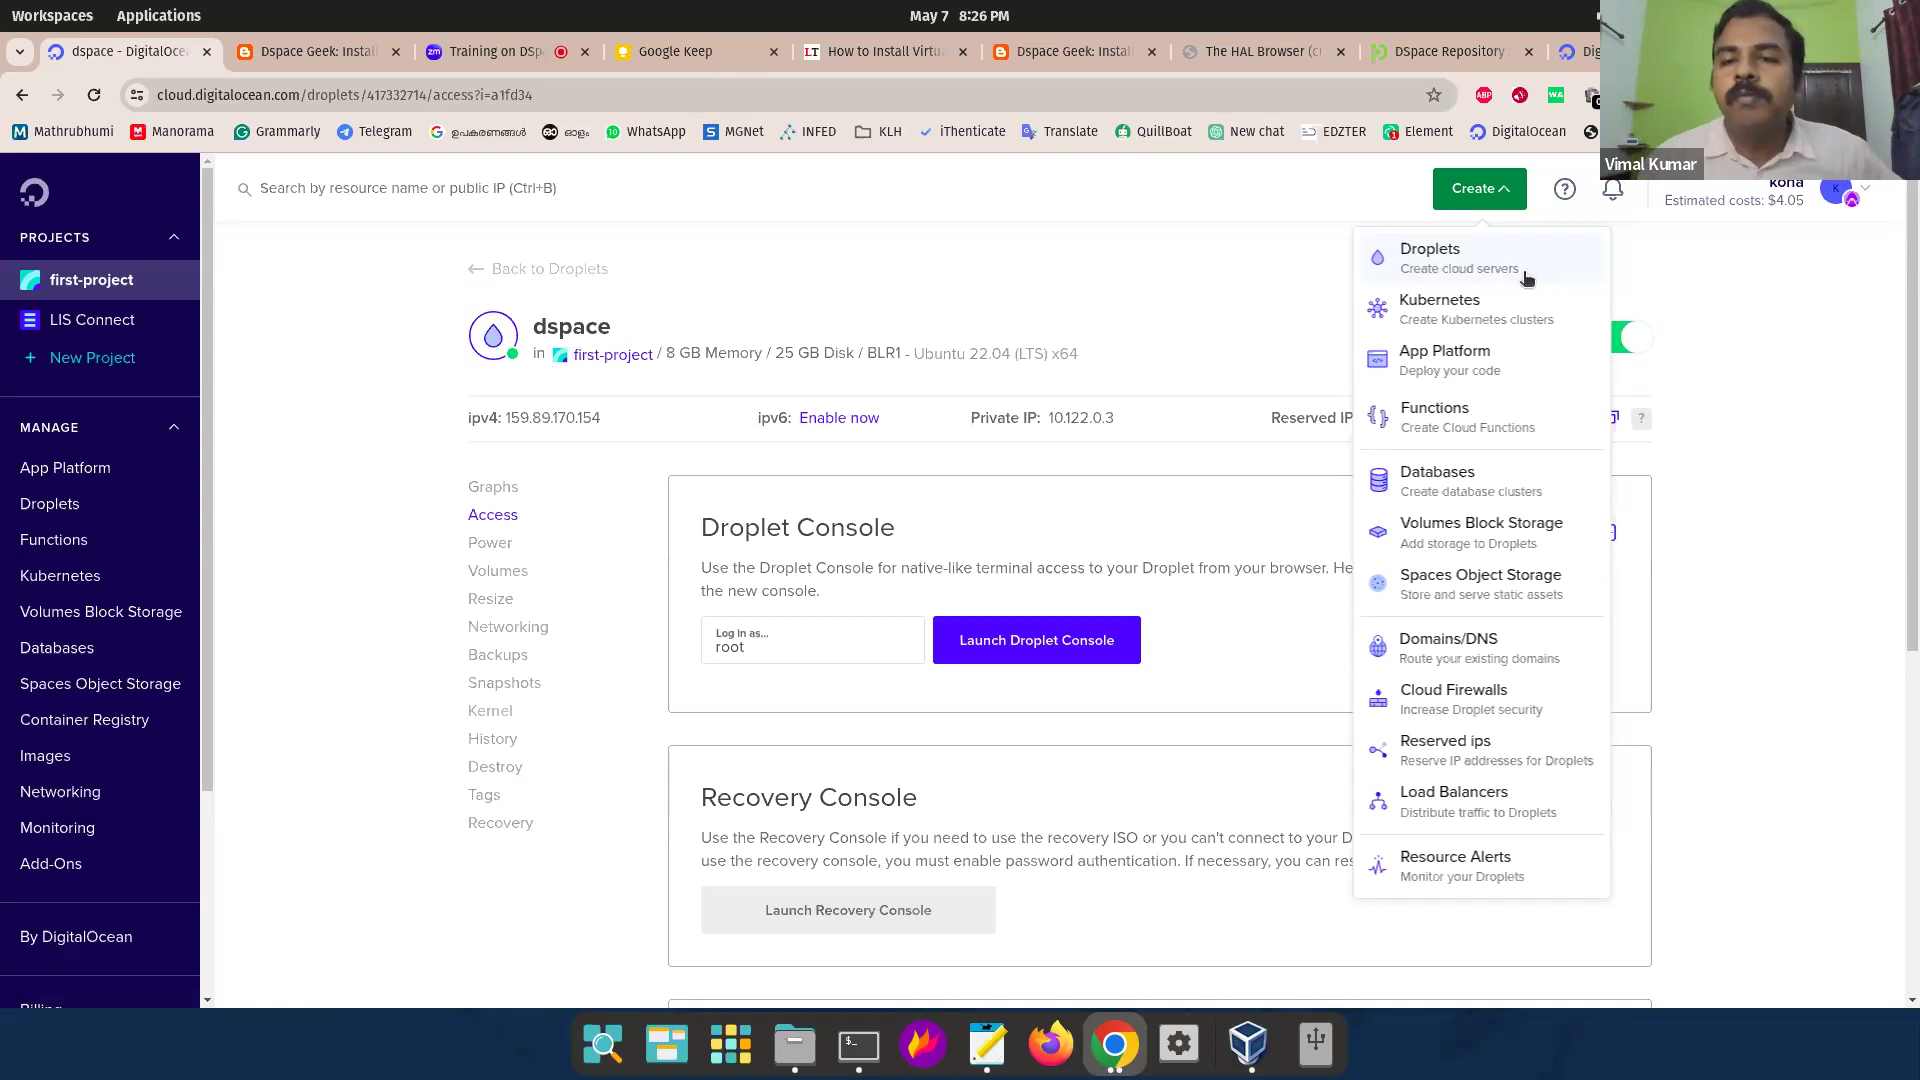 Workspaces Applications May 7 8:26 PM
dspace - DigitalOce Dspace Geek: Install Training on DSp Google Keep How to Install Virtu Dspace Geek: Install The HAL Browser (c DSpace Repository Dig
cloud.digitalocean.com/droplets/417332714/access?i=a1fd34
Mathrubhumi Manorama Grammarly Telegram ഉപകരണങ്ങൾ ഓളം WhatsApp MGNet INFED KLH iThenticate Translate QuillBoat New chat EDZTER Element DigitalOcean
Vimal Kumar
Search by resource name or public IP (Ctrl+B)
Create
koha
Estimated costs: $4.05
K
PROJECTS
first-project
LIS Connect
New Project
MANAGE
App Platform
Droplets
Functions
Kubernetes
Volumes Block Storage
Databases
Spaces Object Storage
Container Registry
Images
Networking
Monitoring
Add-Ons
By DigitalOcean
Billing
Back to Droplets
dspace
in first-project / 8 GB Memory / 25 GB Disk / BLR1 - Ubuntu 22.04 (LTS) x64
ipv4: 159.89.170.154 ipv6: Enable now Private IP: 10.122.0.3 Reserved IP
Graphs
Access
Power
Volumes
Resize
Networking
Backups
Snapshots
Kernel
History
Destroy
Tags
Recovery
Droplet Console
Use the Droplet Console for native-like terminal access to your Droplet from your browser. He
the new console.
Log in as...
root
Launch Droplet Console
Recovery Console
Use the Recovery Console if you need to use the recovery ISO or you can't connect to your D
use the recovery console, you must enable password authentication. If necessary, you can res
Launch Recovery Console
Droplets
Create cloud servers
Kubernetes
Create Kubernetes clusters
App Platform
Deploy your code
Functions
Create Cloud Functions
Databases
Create database clusters
Volumes Block Storage
Add storage to Droplets
Spaces Object Storage
Store and serve static assets
Domains/DNS
Route your existing domains
Cloud Firewalls
Increase Droplet security
Reserved ips
Reserve IP addresses for Droplets
Load Balancers
Distribute traffic to Droplets
Resource Alerts
Monitor your Droplets